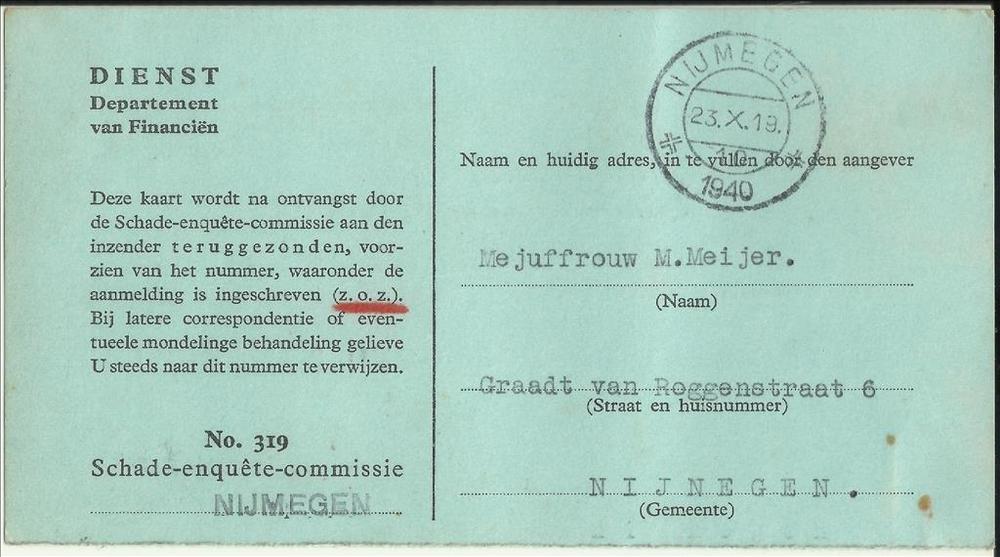 DIENST
Departement
van Financiën
Deze kaart wordt na ontvangst door
de Schade-enquête-commissie aan den
inzender teruggezonden, voor-
zien van het nummer, waaronder de
aanmelding is ingeschreven (z. o. z.).
Bij latere correspondentie of even-
tueele mondelinge behandeling gelieve
U steeds naar dit nummer te verwijzen.
No. 319
Schade-enquête-commissie
NIJMEGEN
NIJMEGEN
23.X.19.
1940
Naam en huidig adres, in te vullen door den aangever
Mejuffrouw M.Meijer.
(Naam)
Graadt van Roggenstraat 6
(Straat en huisnummer)
NIJNEGEN.
(Gemeente)